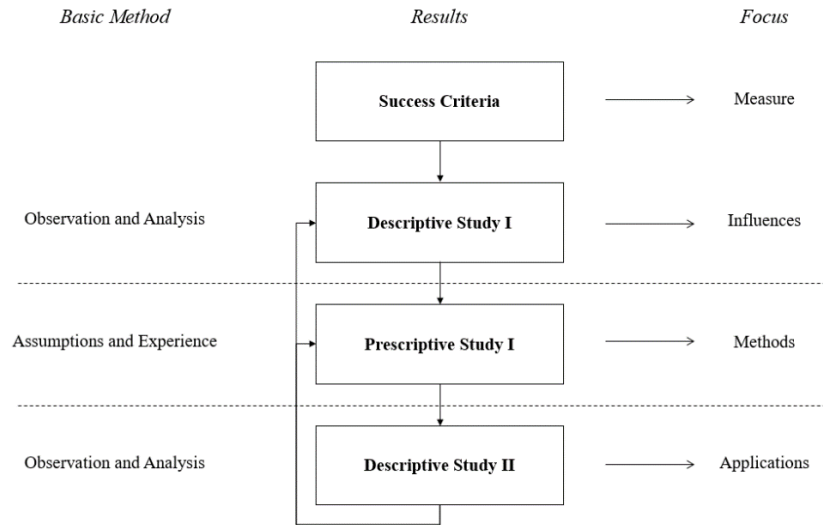 Basic Method Results Focus
Success Criteria Measure
Observation and Analysis Descriptive Study I Influences
Assumptions and Experience Prescriptive Study I Methods
Observation and Analysis Descriptive Study II Applications